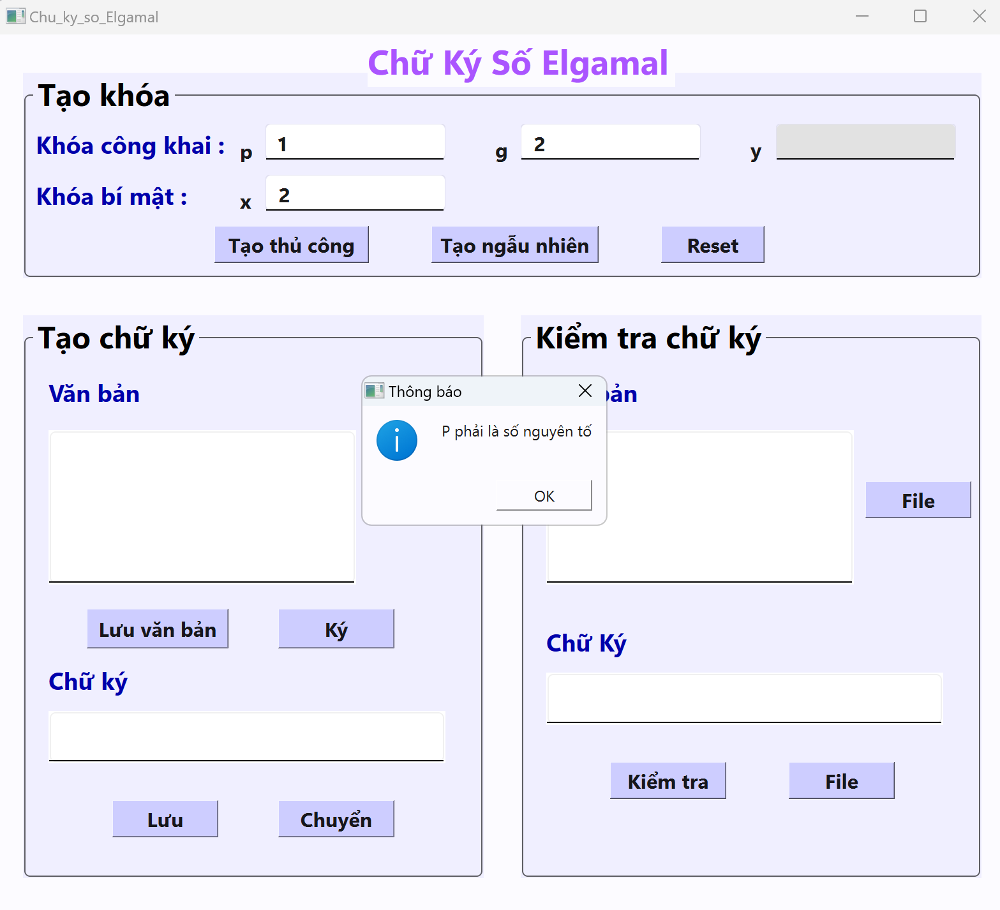 Chu_ky_so_Elgamal
Chữ Ký Số Elgamal
Tạo khóa
Khóa công khai : p 1 g 2 y
Khóa bí mật : x 2
Tạo thủ công Tạo ngẫu nhiên Reset
Tạo chữ ký
Văn bản
Lưu văn bản Ký
Chữ ký
Lưu Chuyển
Kiểm tra chữ ký
bản
File
Chữ Ký
Kiểm tra File
Thông báo
P phải là số nguyên tố
OK